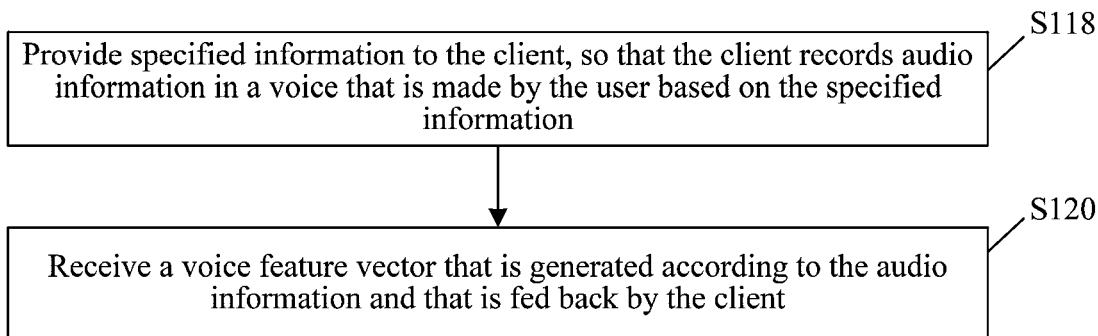 S118
Provide specified information to the client, so that the client records audio
information in a voice that is made by the user based on the specified
information
S120
Receive a voice feature vector that is generated according to the audio
information and that is fed back by the client